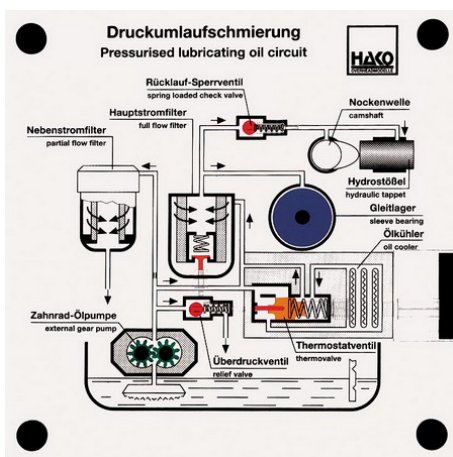 Druckumlaufschmierung
Pressurised lubricating oil circuit
HAKO
Rücklauf-Sperrventil
spring loaded check valve
Hauptstromfilter
full flow filter
Nockenwelle
camshaft
Nebenstromfilter
partial flow filter
Hydrostößel
hydraulic tappet
Gleitlager
sleeve bearing
Ölkühler
oil cooler
Zahnrad-Ölpumpe
external gear pump
Überdruckventil
relief valve
Thermostatventil
thermovalve